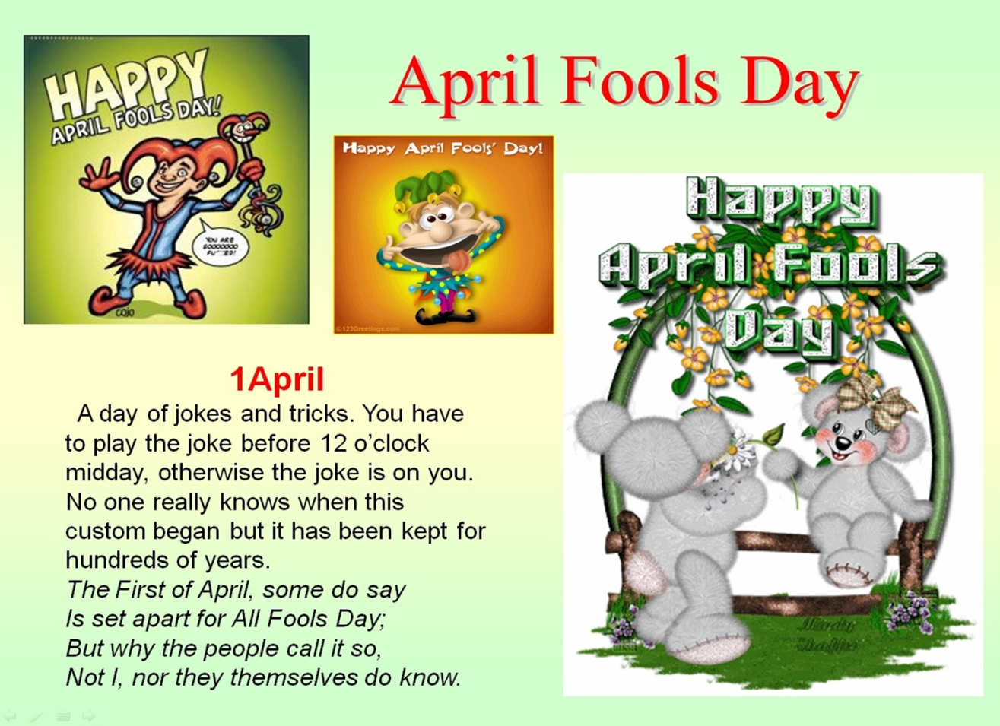 HAPPY
APRIL FOOLS DAY!
YOU ARE
SOOOOOOO
COJO
April Fools Day
Happy April Fools' Day!
©123Greetings.com
Happy
April Fools
Day
1April
A day of jokes and tricks. You have
to play the joke before 12 o’clock
midday, otherwise the joke is on you.
No one really knows when this
custom began but it has been kept for
hundreds of years.
The First of April, some do say
Is set apart for All Fools Day;
But why the people call it so,
Not I, nor they themselves do know.